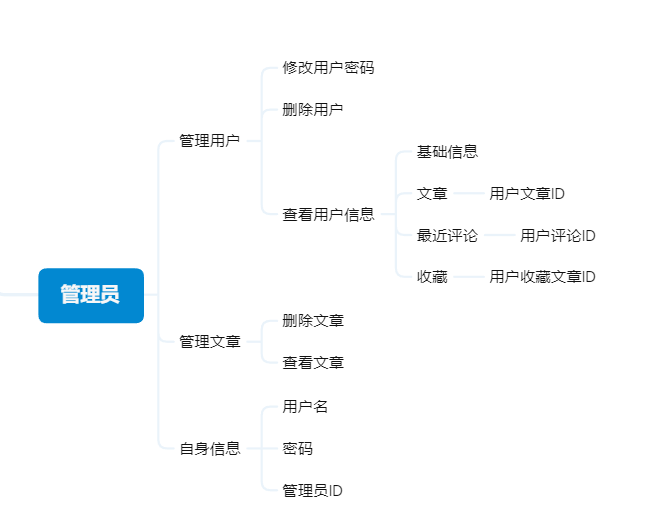 管理员
管理用户
修改用户密码
删除用户
查看用户信息
基础信息
文章
用户文章ID
最近评论
用户评论ID
收藏
用户收藏文章ID
管理文章
删除文章
查看文章
自身信息
用户名
密码
管理员ID